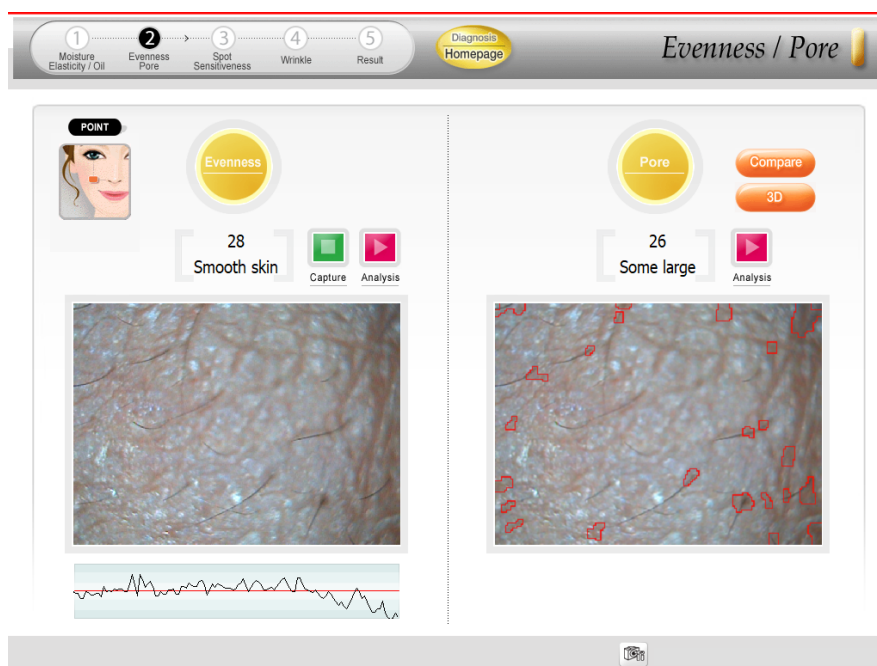 1
2
3
4
5
Moisture
Elasticity / Oil
Evenness
Pore
Spot
Sensitiveness
Wrinkle
Result
Diagnosis
Homepage
Evenness / Pore
POINT
Evenness
28
Smooth skin
Capture
Analysis
Pore
Compare
3D
26
Some large
Analysis